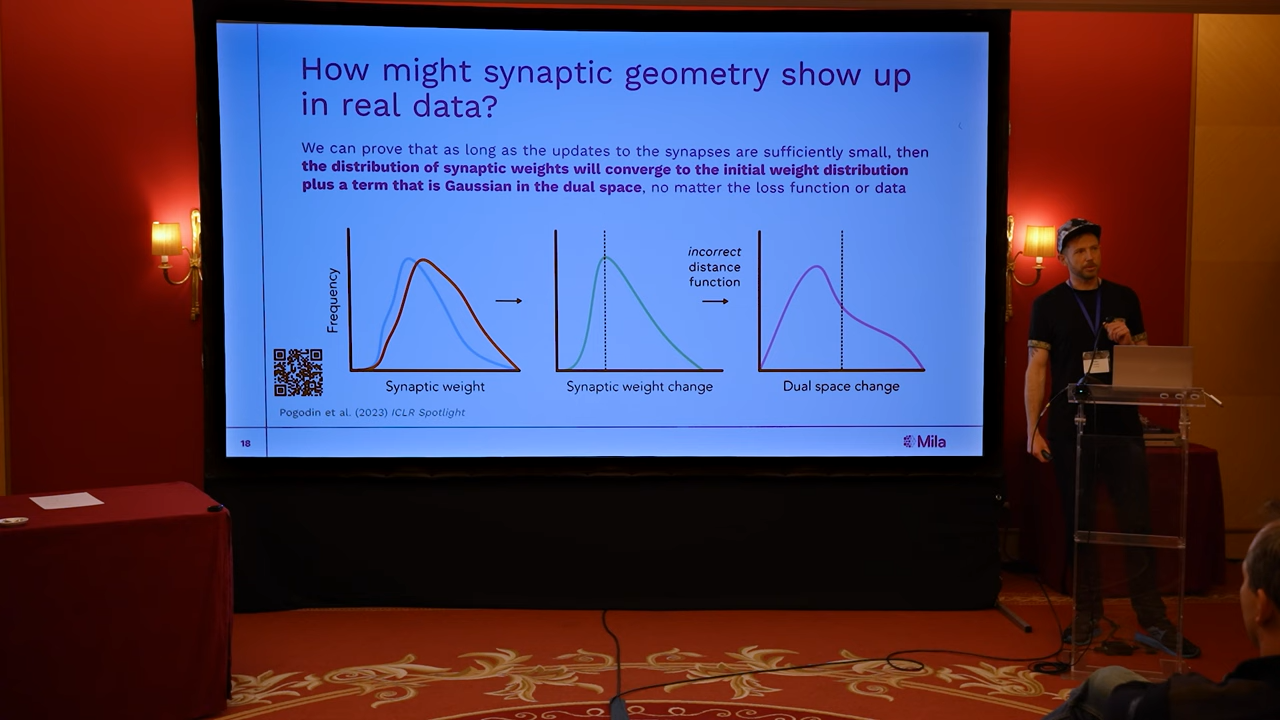 How might synaptic geometry show up
in real data?
We can prove that as long as the updates to the synapses are sufficiently small, then
the distribution of synaptic weights will converge to the initial weight distribution
plus a term that is Gaussian in the dual space, no matter the loss function or data
Frequency
Synaptic weight
Synaptic weight change
incorrect
distance
function
Dual space change
Pogodin et al. (2023) ICLR Spotlight
18
Mila